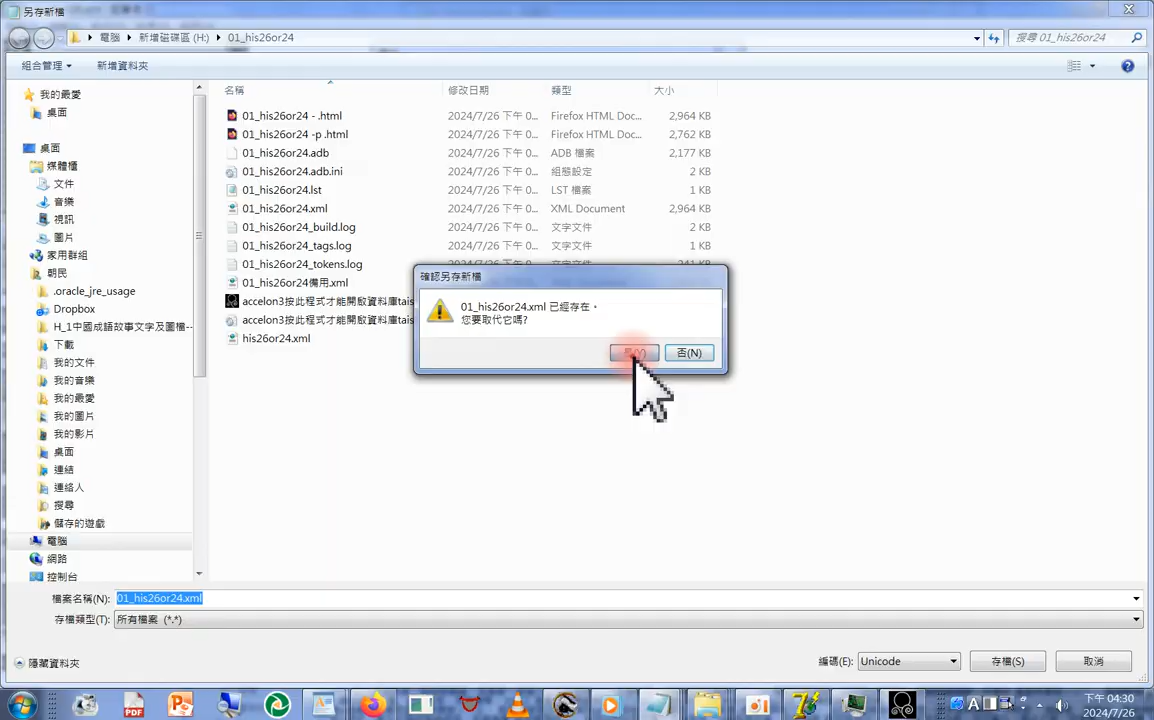 另存新檔
電腦 ▶ 新增磁碟區 (H:) ▶ 01_his26or24
搜尋 01_his26or24
組合管理 新增資料夾
名稱 修改日期 類型 大小
我的最愛
桌面
桌面
媒體櫃
文件
音樂
視訊
圖片
家用群組
朝民
.oracle_jre_usage
Dropbox
H_1中國成語故事文字及圖檔--
下載
我的文件
我的音樂
我的最愛
我的圖片
我的影片
桌面
連結
連絡人
搜尋
儲存的遊戲
電腦
網路
控制台
01_his26or24 - .html 2024/7/26 下午 0... Firefox HTML Doc... 2,964 KB
01_his26or24 -p .html 2024/7/26 下午 0... Firefox HTML Doc... 2,762 KB
01_his26or24.adb 2024/7/26 下午 0... ADB 檔案 2,177 KB
01_his26or24.adb.ini 2024/7/26 下午 0... 組態設定 2 KB
01_his26or24.lst 2024/7/26 下午 0... LST 檔案 1 KB
01_his26or24.xml 2024/7/26 下午 0... XML Document 2,964 KB
01_his26or24_build.log 2024/7/26 下午 0... 文字文件 2 KB
01_his26or24_tags.log 2024/7/26 下午 0... 文字文件 1 KB
01_his26or24_tokens.log
01_his26or24備用.xml
accelon3按此程式才能開啟資料庫tais
accelon3按此程式才能開啟資料庫tais
his26or24.xml
確認另存新檔
01_his26or24.xml 已經存在。
您要取代它嗎?
否(N)
檔案名稱(N): 01_his26or24.xml
存檔類型(T): 所有檔案 (*.*)
隱藏資料夾
編碼(E): Unicode 存檔(S) 取消
下午 04:30
2024/7/26